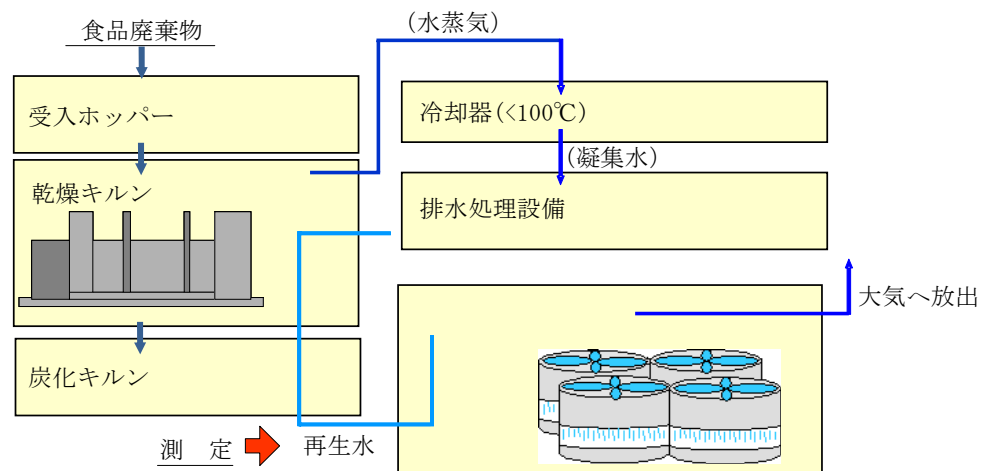 食品廃棄物
(水蒸気)
受入ホッパー
冷却器(<100℃)
(凝集水)
乾燥キルン
排水処理設備
大気へ放出
炭化キルン
測　定
再生水